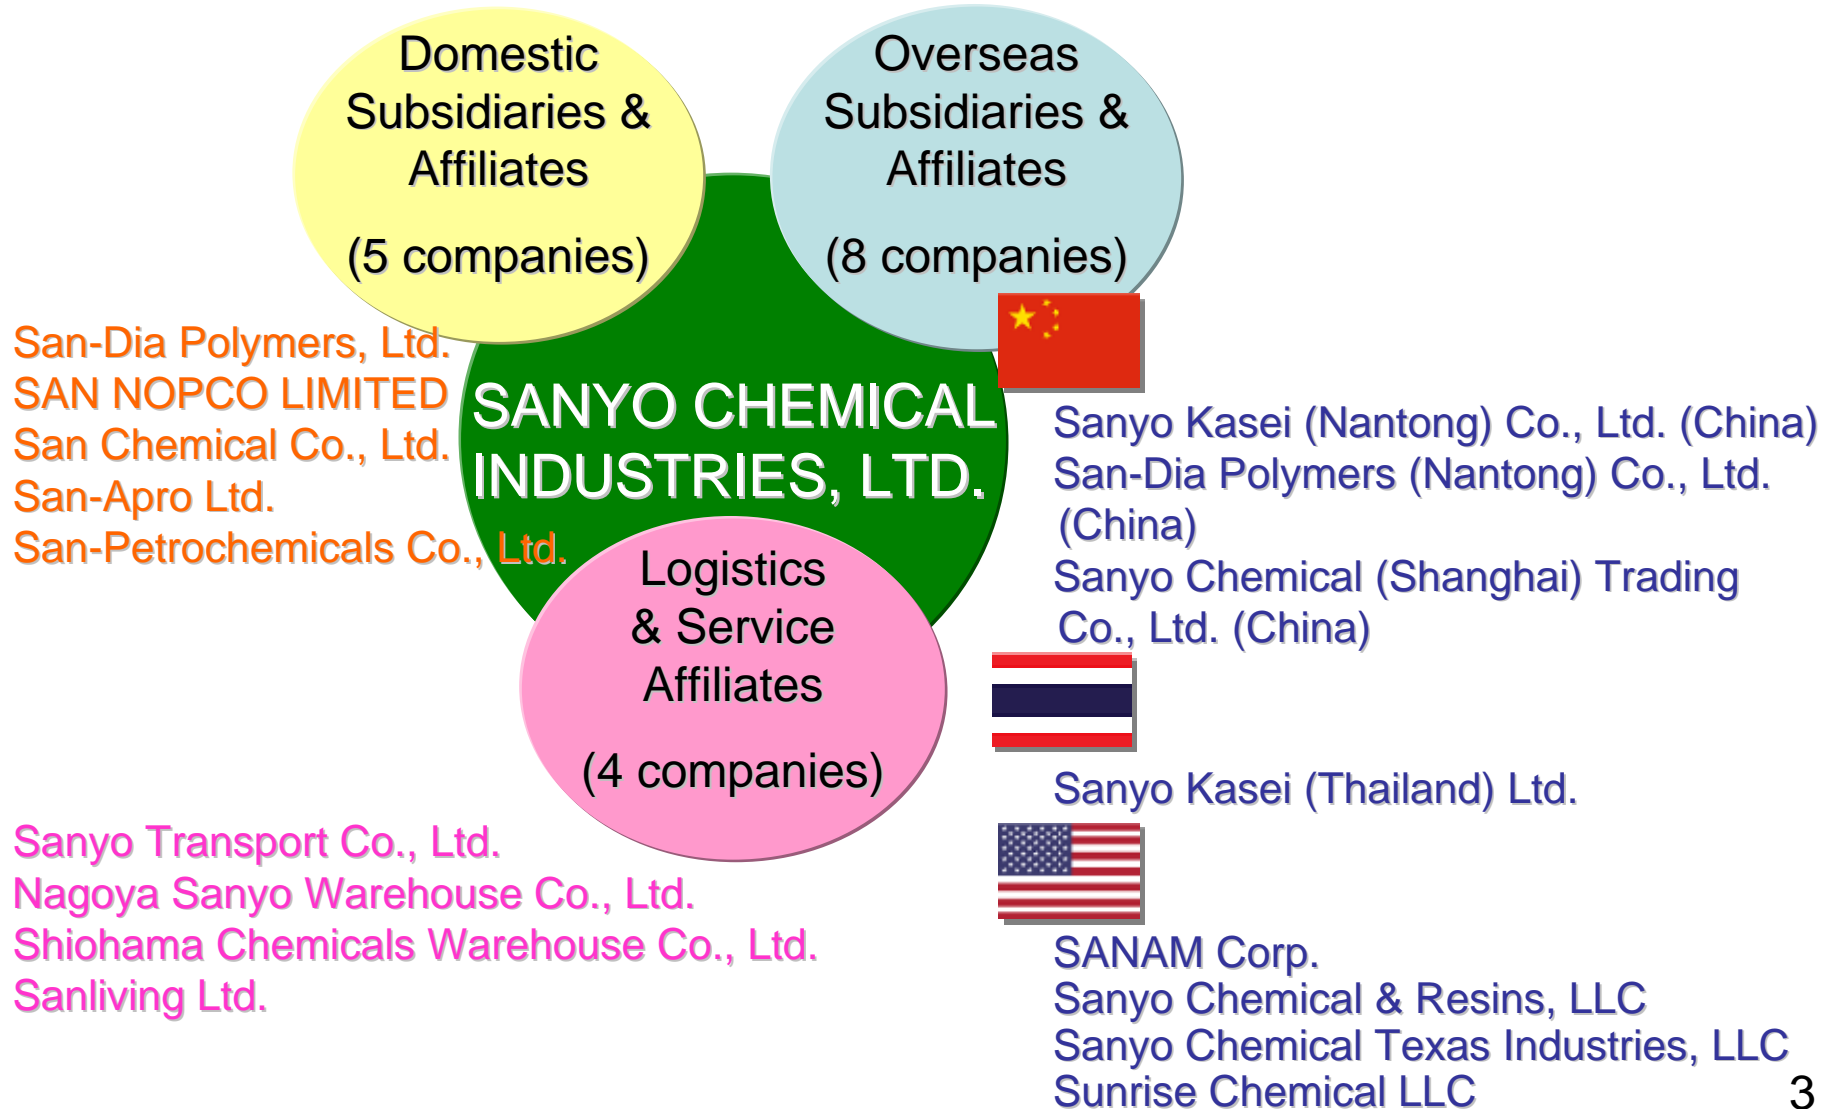 Domestic
Subsidiaries &
Affiliates
(5 companies)
Overseas
Subsidiaries &
Affiliates
(8 companies)
San-Dia Polymers, Ltd.
SAN NOPCO LIMITED
San Chemical Co., Ltd.
San-Apro Ltd.
San-Petrochemicals Co., Ltd.
SANYO CHEMICAL
INDUSTRIES, LTD.
Sanyo Kasei (Nantong) Co., Ltd. (China)
San-Dia Polymers (Nantong) Co., Ltd.
(China)
Sanyo Chemical (Shanghai) Trading
Co., Ltd. (China)
Logistics
& Service
Affiliates
(4 companies)
Sanyo Kasei (Thailand) Ltd.
Sanyo Transport Co., Ltd.
Nagoya Sanyo Warehouse Co., Ltd.
Shiohama Chemicals Warehouse Co., Ltd.
Sanliving Ltd.
SANAM Corp.
Sanyo Chemical & Resins, LLC
Sanyo Chemical Texas Industries, LLC
Sunrise Chemical LLC
3